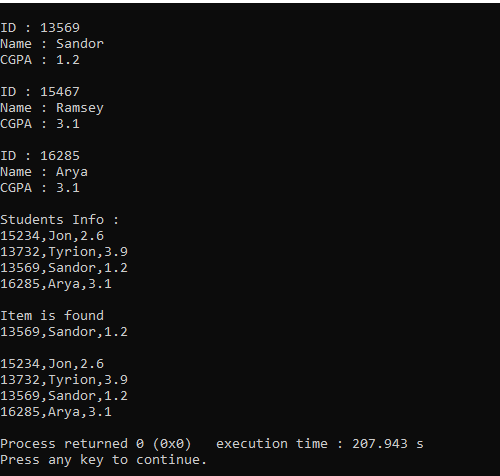 ID : 13569
Name : Sandor
CGPA : 1.2
ID : 15467
Name : Ramsey
CGPA : 3.1
ID : 16285
Name : Arya
CGPA : 3.1
Students Info :
15234,Jon,2.6
13732,Tyrion,3.9
13569,Sandor,1.2
16285,Arya,3.1
Item is found
13569,Sandor,1.2
15234,Jon,2.6
13732,Tyrion,3.9
13569,Sandor,1.2
16285,Arya,3.1
Process returned 0 (0x0)   execution time : 207.943 s
Press any key to continue.